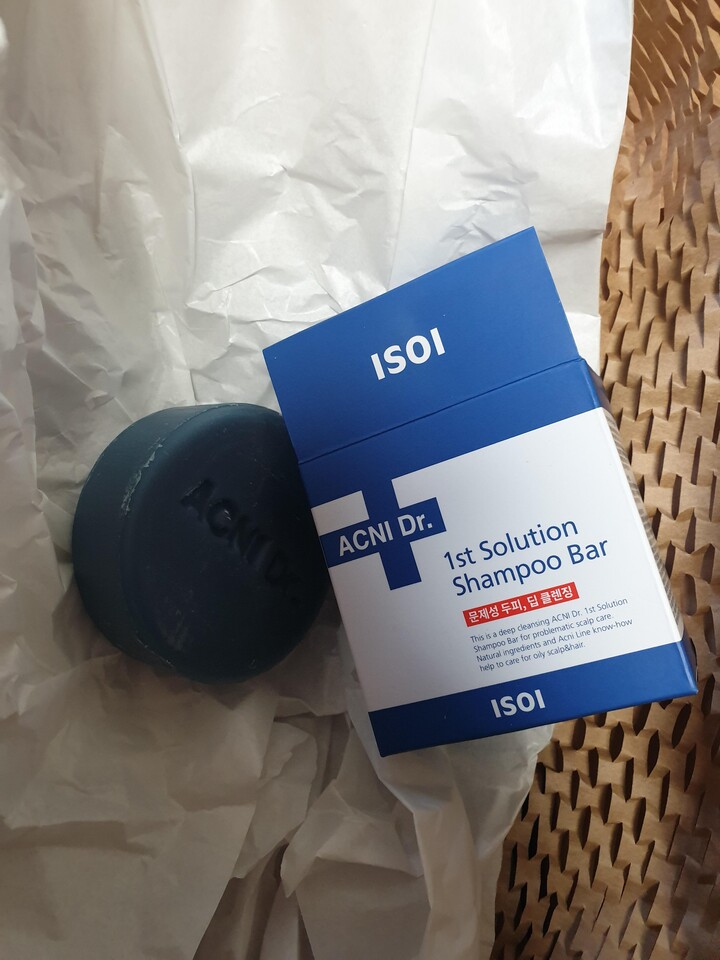 ISOI
ACNI Dr.
1st Solution
Shampoo Bar
문제성 두피, 딥 클렌징
This is a deep cleansing ACNI Dr. 1st Solution
Shampoo Bar for problematic scalp care.
Natural ingredients and Acni Line know-how
help to care for oily scalp&hair.
ISOI
ACNI Dr.